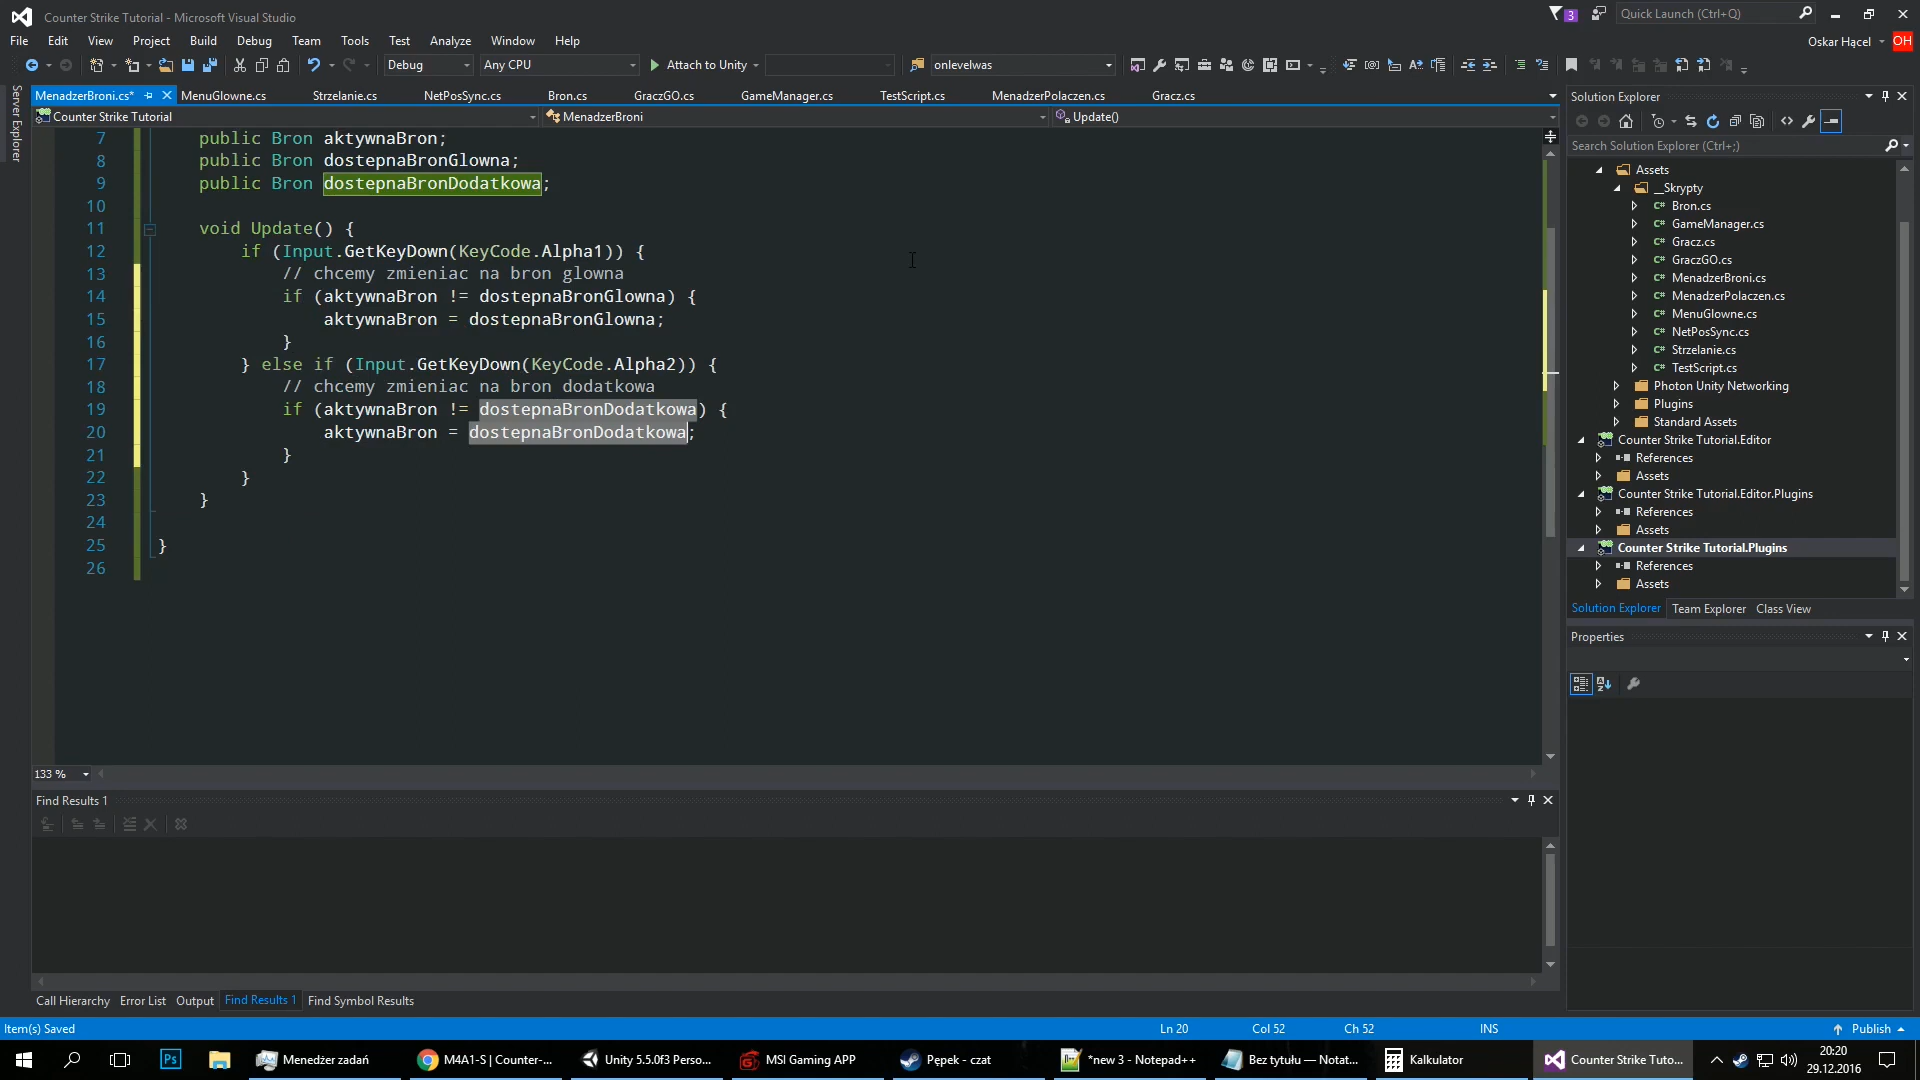 Counter Strike Tutorial - Microsoft Visual Studio
3
Quick Launch (Ctrl+Q)
File Edit View Project Build Debug Team Tools Test Analyze Window Help
Oskar Hącel
OH
Debug
Any CPU
Attach to Unity
onlevelwas
Server Explorer
MenadzerBroni.cs*
MenuGlowne.cs
Strzelanie.cs
NetPosSync.cs
Bron.cs
GraczGO.cs
GameManager.cs
TestScript.cs
MenadzerPolaczen.cs
Gracz.cs
Counter Strike Tutorial
MenadzerBroni
Update()
7 public Bron aktywnaBron;
8 public Bron dostepnaBronGlowna;
9 public Bron dostepnaBronDodatkowa;
10
11 void Update() {
12 if (Input.GetKeyDown(KeyCode.Alpha1)) {
13 // chcemy zmieniac na bron glowna
14 if (aktywnaBron != dostepnaBronGlowna) {
15 aktywnaBron = dostepnaBronGlowna;
16 }
17 } else if (Input.GetKeyDown(KeyCode.Alpha2)) {
18 // chcemy zmieniac na bron dodatkowa
19 if (aktywnaBron != dostepnaBronDodatkowa) {
20 aktywnaBron = dostepnaBronDodatkowa;
21 }
22 }
23 }
24
25 }
26
133 %
Find Results 1
Call Hierarchy Error List Output Find Results 1 Find Symbol Results
Solution Explorer
Search Solution Explorer (Ctrl+;)
Assets
__Skrypty
Bron.cs
GameManager.cs
Gracz.cs
GraczGO.cs
MenadzerBroni.cs
MenadzerPolaczen.cs
MenuGlowne.cs
NetPosSync.cs
Strzelanie.cs
TestScript.cs
Photon Unity Networking
Plugins
Standard Assets
Counter Strike Tutorial.Editor
References
Assets
Counter Strike Tutorial.Editor.Plugins
References
Assets
Counter Strike Tutorial.Plugins
References
Assets
Solution Explorer Team Explorer Class View
Properties
Item(s) Saved
Ln 20
Col 52
Ch 52
INS
Publish
Ps
Menedżer zadań
M4A1-S | Counter-...
Unity 5.5.0f3 Perso...
MSI Gaming APP
Pępek - czat
*new 3 - Notepad++
Bez tytułu — Notat...
Kalkulator
Counter Strike Tuto...
20:20
29.12.2016